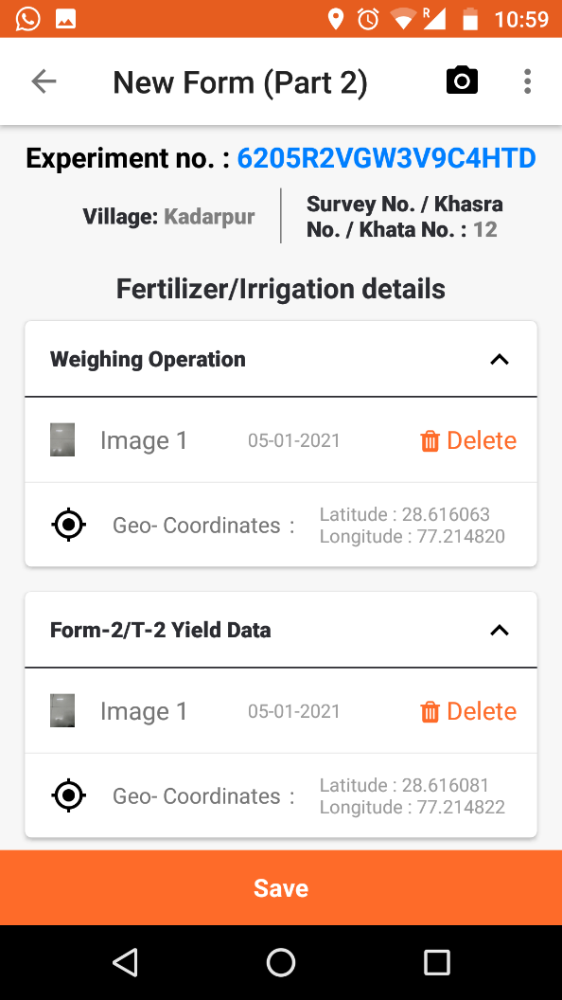 R 10:59
New Form (Part 2)
Experiment no. : 6205R2VGW3V9C4HTD
Village: Kadarpur
Survey No. / Khasra
No. / Khata No. : 12
Fertilizer/Irrigation details
Weighing Operation
Image 1 05-01-2021 Delete
Geo- Coordinates :
Latitude : 28.616063
Longitude : 77.214820
Form-2/T-2 Yield Data
Image 1 05-01-2021 Delete
Geo- Coordinates :
Latitude : 28.616081
Longitude : 77.214822
Save